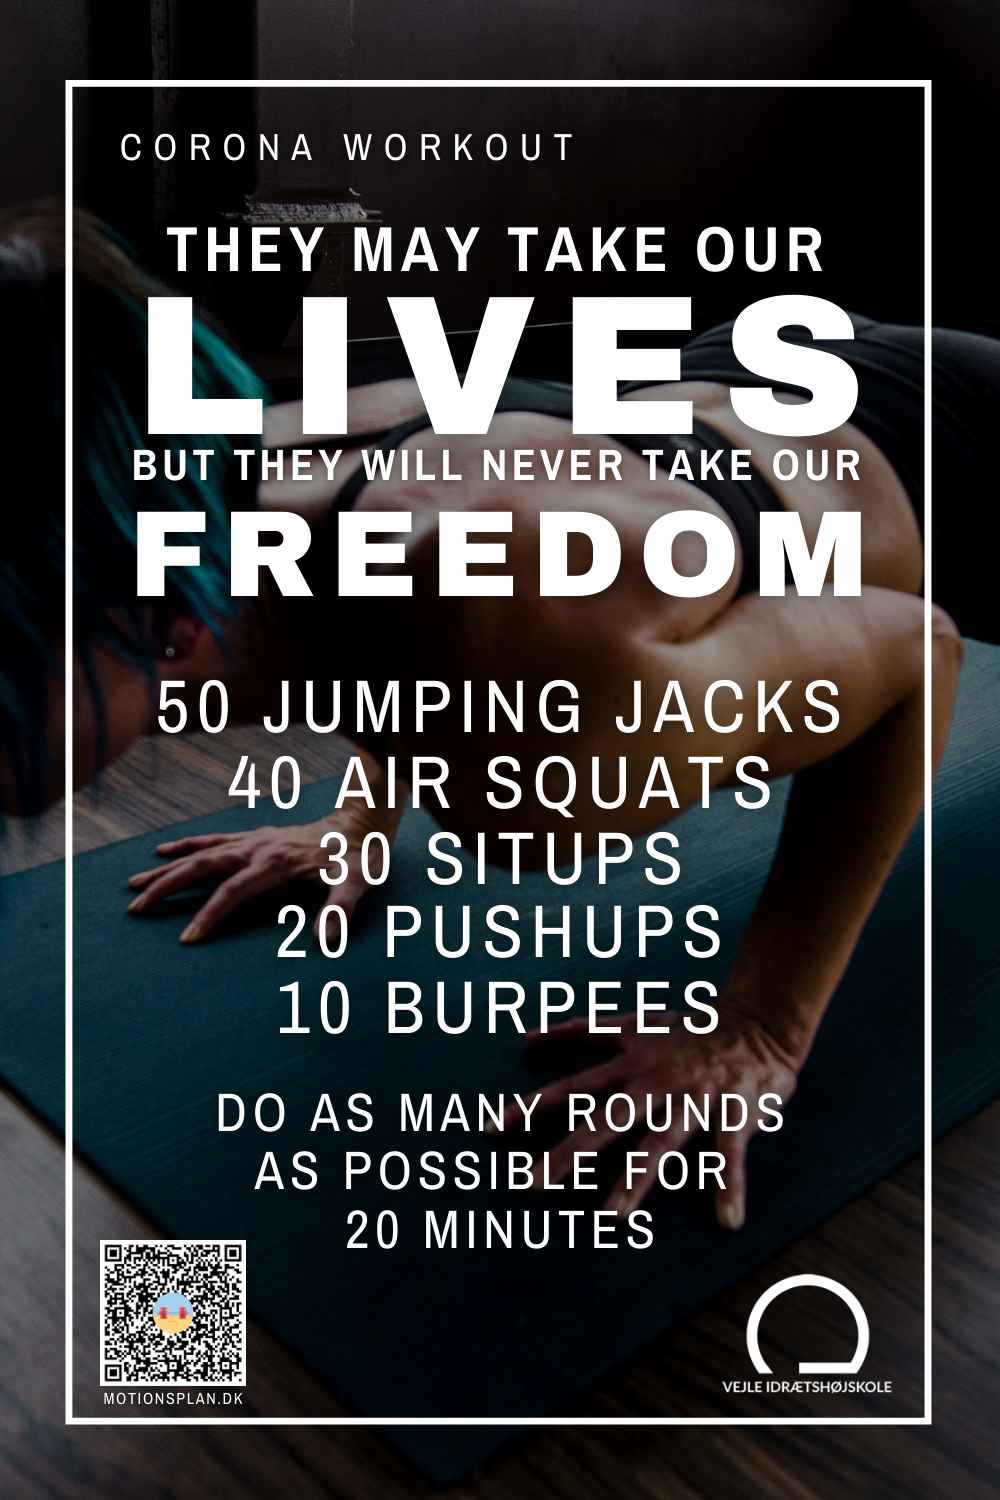 CORONA WORKOUT
THEY MAY TAKE OUR
LIVES
BUT THEY WILL NEVER TAKE OUR
FREEDOM
50 JUMPING JACKS
40 AIR SQUATS
30 SITUPS
20 PUSHUPS
10 BURPEES
DO AS MANY ROUNDS
AS POSSIBLE FOR
20 MINUTES
MOTIONSPLAN.DK
VEJLE IDRÆTSHØJSKOLE